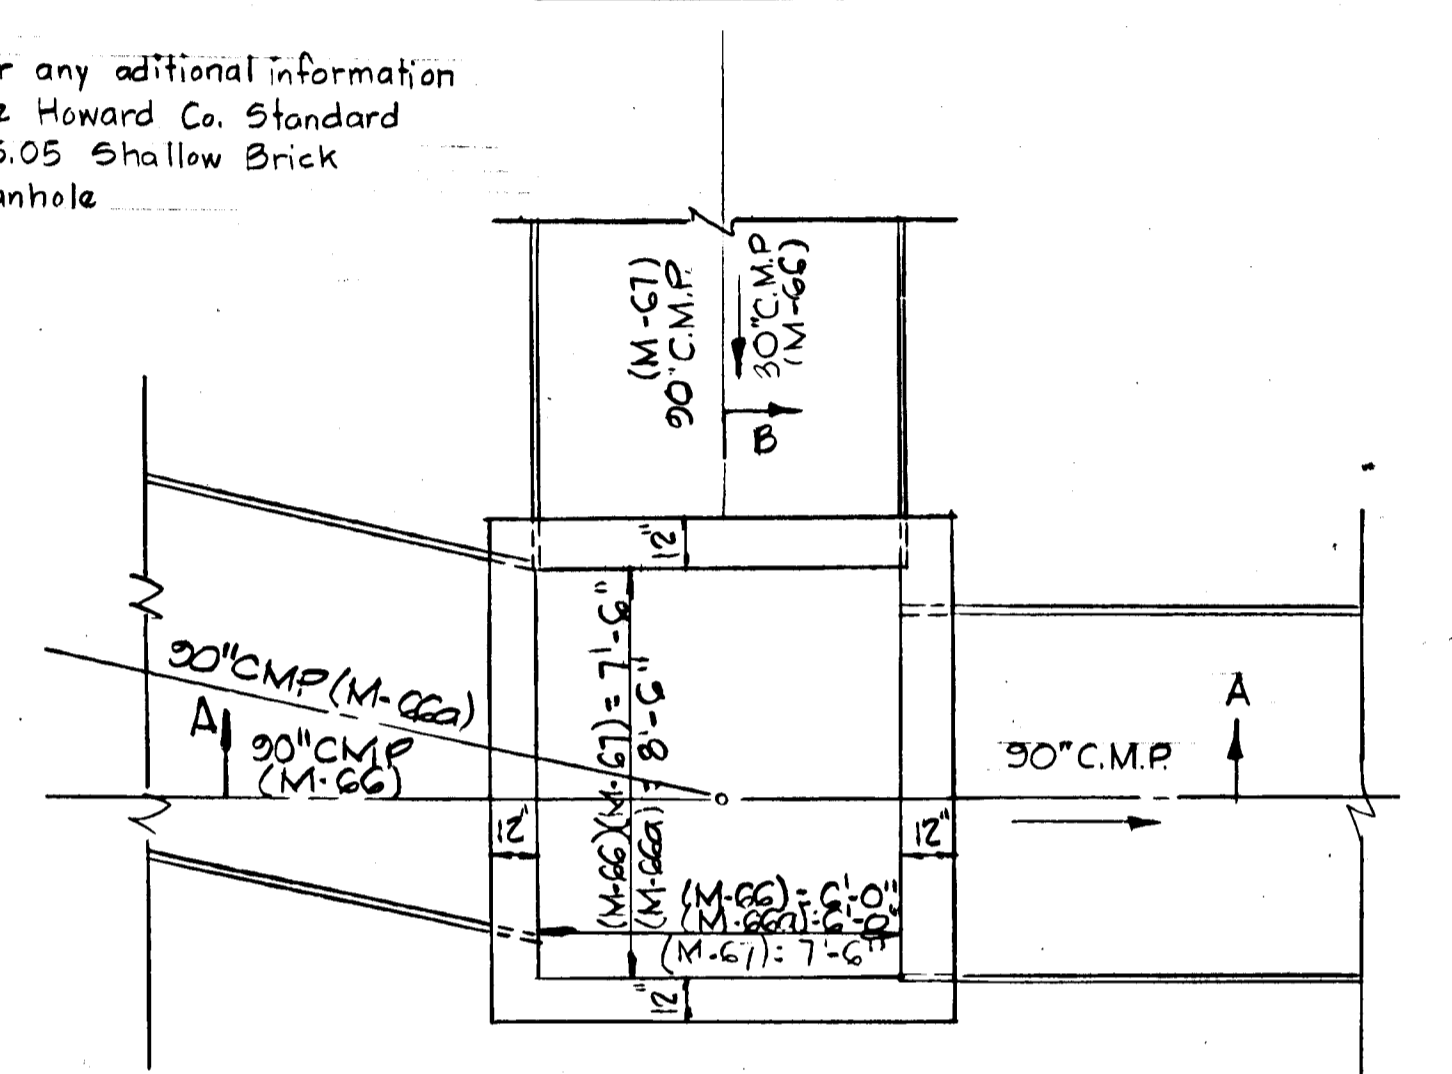 r any aditional information
e Howard Co. Standard
5.05 Shallow Brick
anhole
(M-67)
90" C.M.P.
30" C.M.P
(M-66)
B
12"
90" CMP (M-66a)
A
90" CMP
(M-66)
12"
(M-66)(M-67) = 7'-6"
(M-66a) = 8'-6"
90" C.M.P.
A
12"
(M-66) = 6'-0"
(M-66a) = 6'-0"
(M-67) = 7'-6"
12"